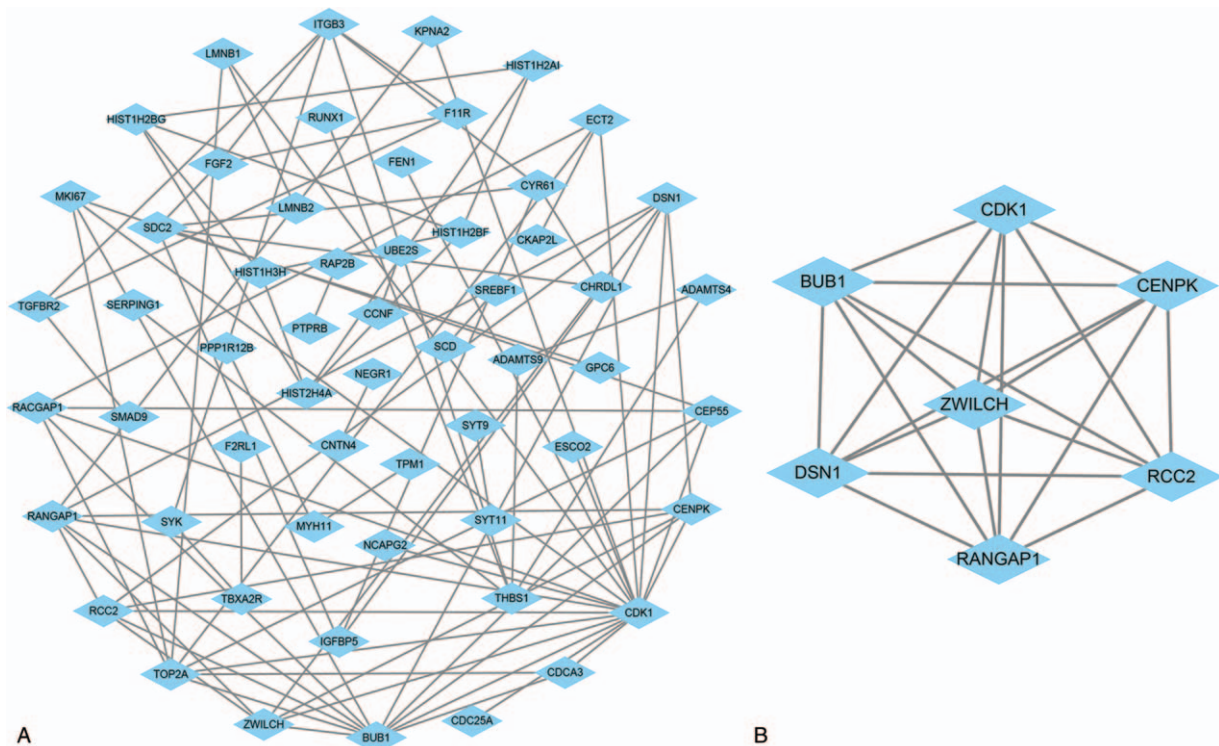 ITGB3
KPNA2
LMNB1
HIST1H2AI
HIST1H2BG
RUNX1
F11R
ECT2
FGF2
FEN1
MKI67
CYR61
DSN1
LMNB2
SDC2
HIST1H2BF
CKAP2L
UBE2S
HIST1H3H
RAP2B
TGFBR2
SERPING1
SREBF1
CHRDL1
ADAMTS4
PTPRB
CCNF
PPP1R12B
SCD
ADAMTS9
GPC6
NEGR1
HIST2H4A
RACGAP1
SMAD9
CEP55
SYT9
F2RL1
CNTN4
ESCO2
TPM1
RANGAP1
SYK
MYH11
SYT11
CENPK
NCAPG2
RCC2
TBXA2R
THBS1
CDK1
IGFBP5
TOP2A
CDCA3
ZWILCH
CDC25A
BUB1
A
CDK1
BUB1
CENPK
ZWILCH
DSN1
RCC2
RANGAP1
B